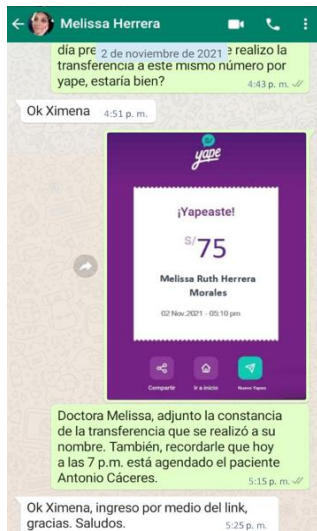 Melissa Herrera
día pre
2 de noviembre de 2021
e realizo la
transferencia a este mismo número por
yape, estaría bien?
4:43 p. m.
Ok Ximena 4:51 p. m.
yape
¡Yapeaste!
S/75
Melissa Ruth Herrera
Morales
02 Nov.2021 - 05:10 pm
Compartir Ir a inicio Nuevo Yapeo
Doctora Melissa, adjunto la constancia
de la transferencia que se realizó a su
nombre. También, recordarle que hoy
a las 7 p.m. está agendado el paciente
Antonio Cáceres. 5:15 p. m.
Ok Ximena, ingreso por medio del link,
gracias. Saludos. 5:25 p. m.